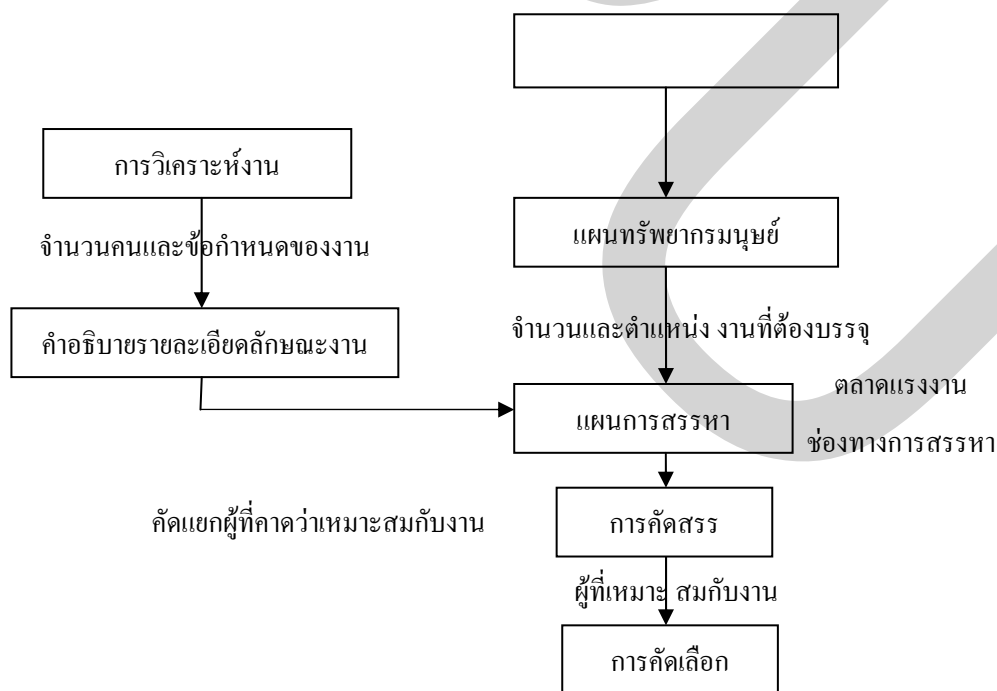 การวิเคราะห์งาน
แผนทรัพยากรมนุษย์
จำนวนคนและข้อกำหนดของงาน
จำนวนและตำแหน่ง งานที่ต้องบรรจุ
คำอธิบายรายละเอียดลักษณะงาน
ตลาดแรงงาน
แผนการสรรหา
ช่องทางการสรรหา
คัดแยกผู้ที่คาดว่าเหมาะสมกับงาน
การคัดสรร
ผู้ที่เหมาะ สมกับงาน
การคัดเลือก